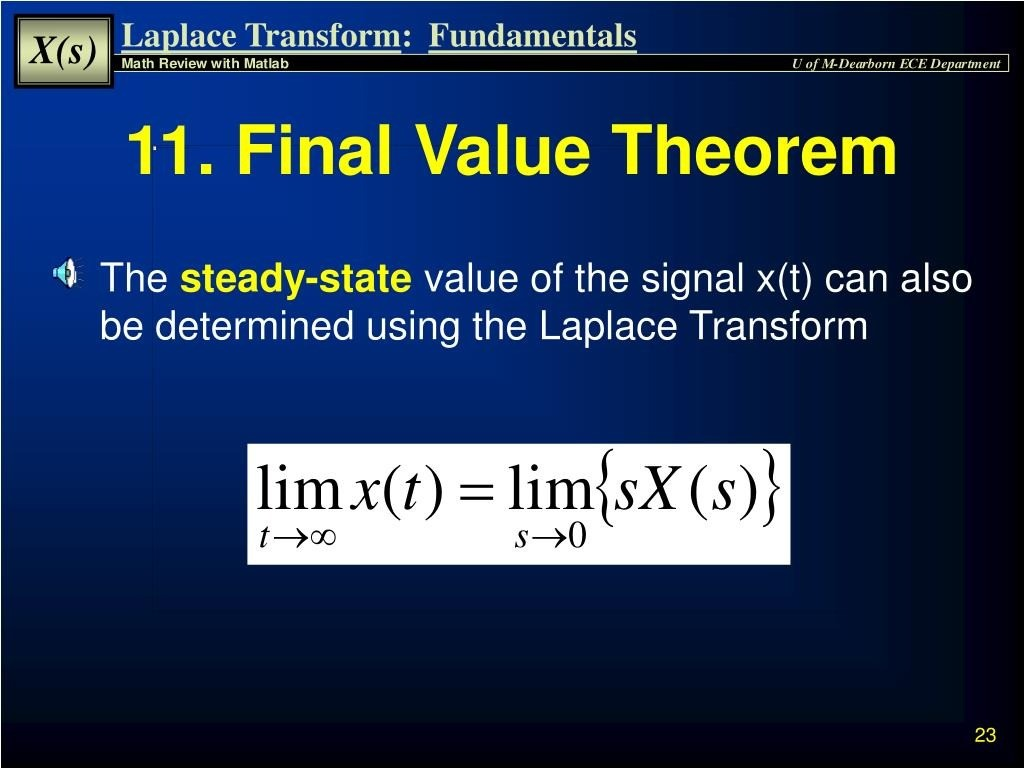 X(s)
Laplace Transform:  Fundamentals
Math Review with Matlab
U of M-Dearborn ECE Department
11. Final Value Theorem
The steady-state value of the signal x(t) can also
be determined using the Laplace Transform
lim x(t) = lim{sX(s)}
t→∞ s→0
23